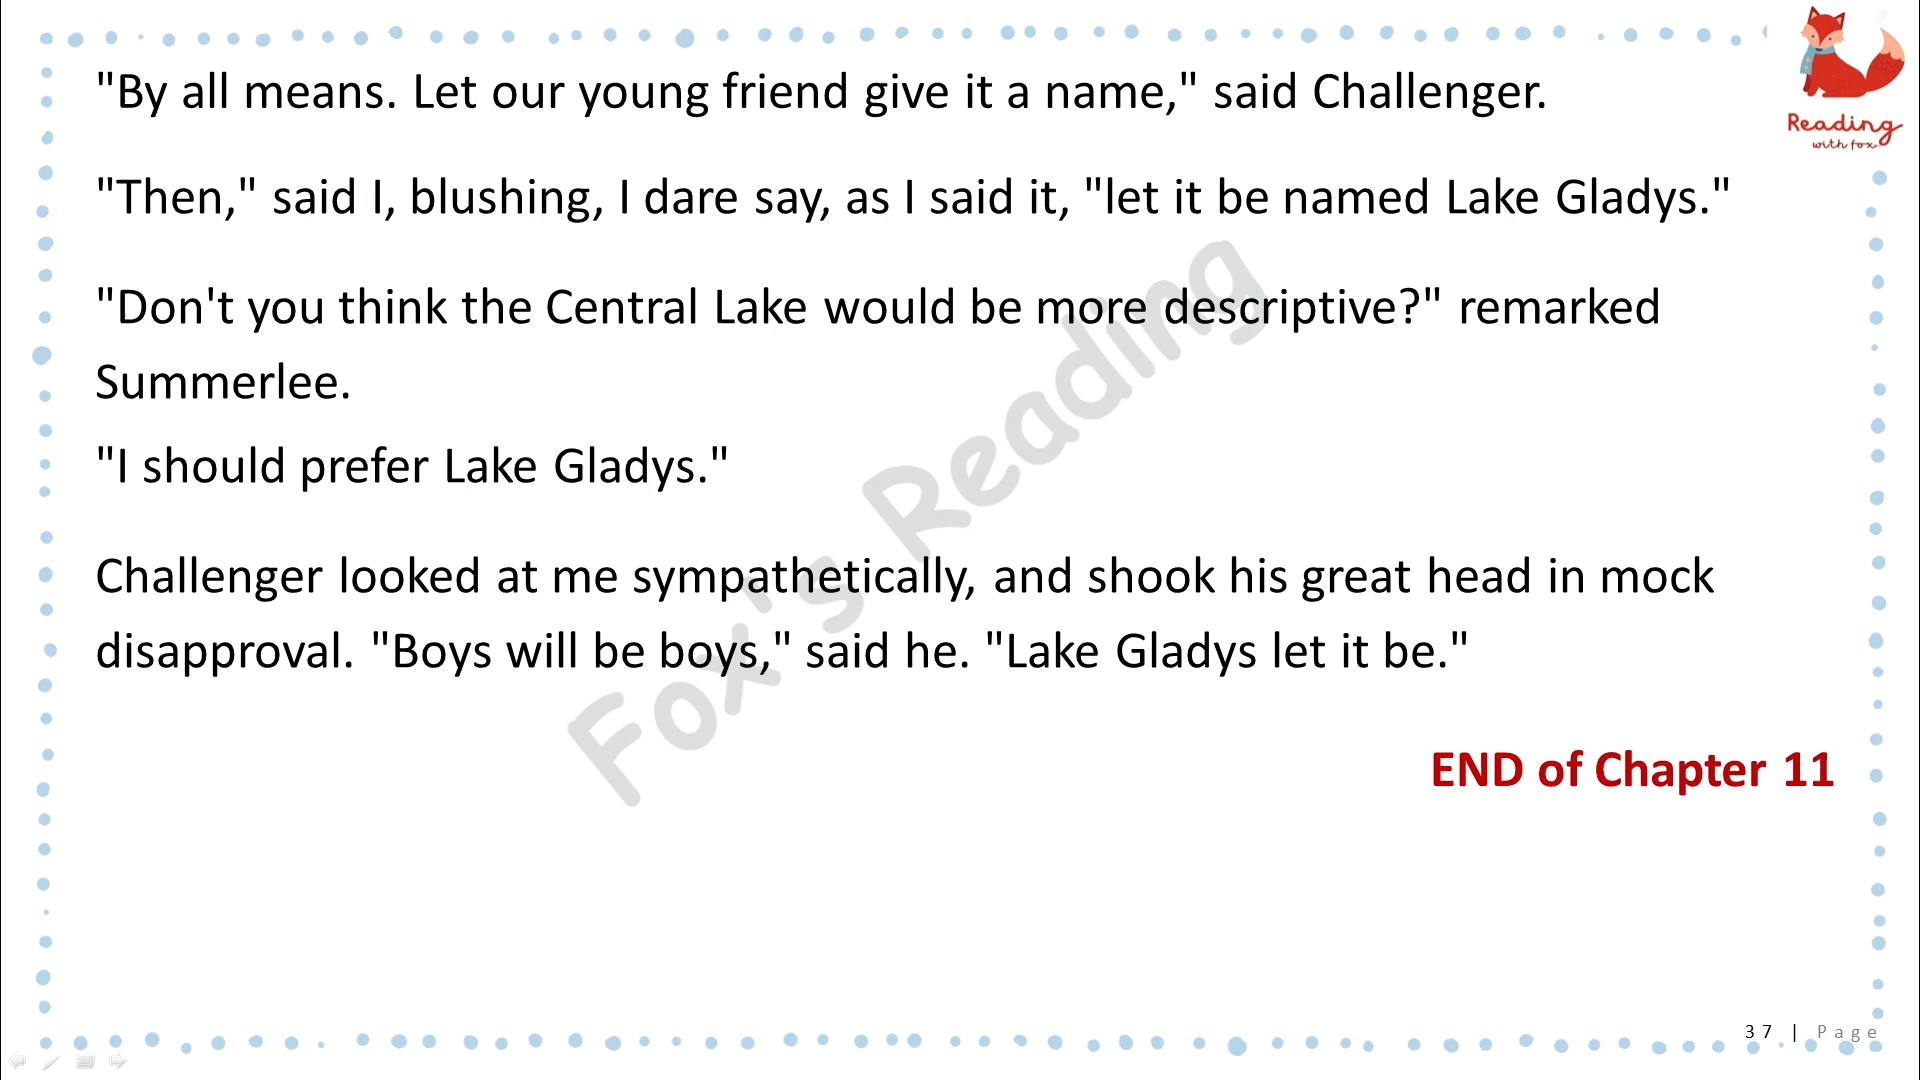 "By all means. Let our young friend give it a name," said Challenger.
Reading
with fox
"Then," said I, blushing, I dare say, as I said it, "let it be named Lake Gladys."
"Don't you think the Central Lake would be more descriptive?" remarked
Summerlee.
"I should prefer Lake Gladys."
Challenger looked at me sympathetically, and shook his great head in mock
disapproval. "Boys will be boys," said he. "Lake Gladys let it be."
Fox's Reading
END of Chapter 11
37 | Page